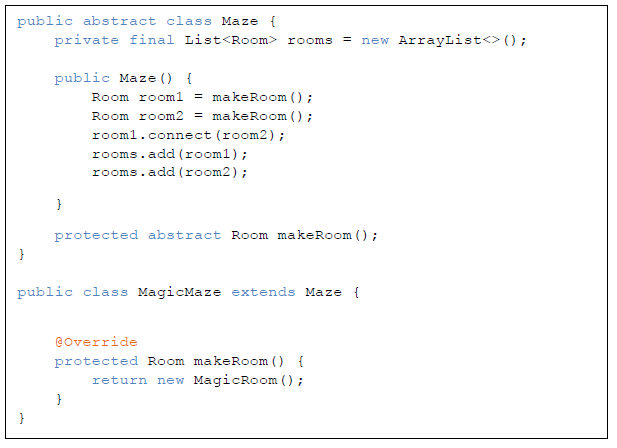 public abstract class Maze {
    private final List<Room> rooms = new ArrayList<>();
    public Maze() {
        Room room1 = makeRoom();
        Room room2 = makeRoom();
        room1.connect(room2);
        rooms.add(room1);
        rooms.add(room2);
    }
    protected abstract Room makeRoom();
}
public class MagicMaze extends Maze {
    @Override
    protected Room makeRoom() {
        return new MagicRoom();
    }
}